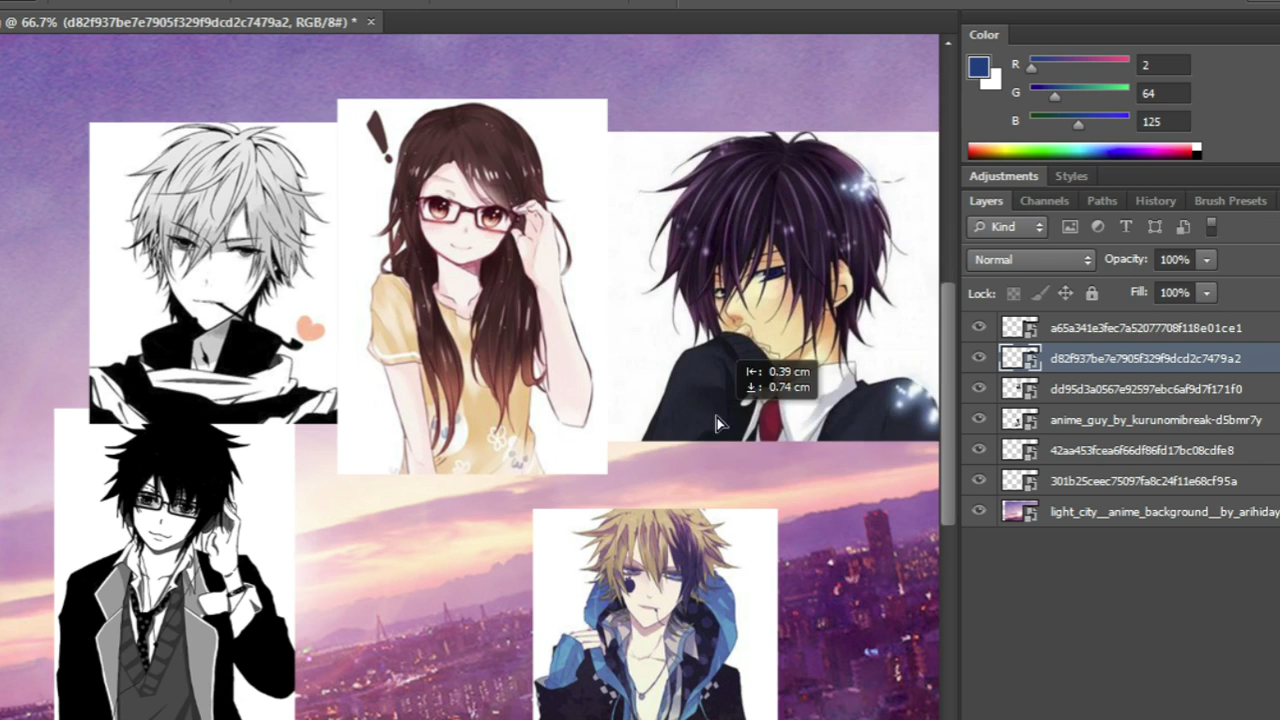 @ 66.7% (d82f937be7e7905f329f9dcd2c7479a2, RGB/8#) * ×
Color
R 2
G 64
B 125
Adjustments Styles
Layers Channels Paths History Brush Presets
Kind T
Normal Opacity: 100%
Lock: Fill: 100%
a65a341e3fec7a52077708f118e01ce1
d82f937be7e7905f329f9dcd2c7479a2
dd95d3a0567e92597ebc6af9d7f171f0
anime_guy_by_kurunomibreak-d5bmr7y
42aa453fcea6f66df86fd17bc08cdfe8
301b25ceec75097fa8c24f11e68cf95a
light_city__anime_background__by_arihiday
!
: 0.39 cm
: 0.74 cm